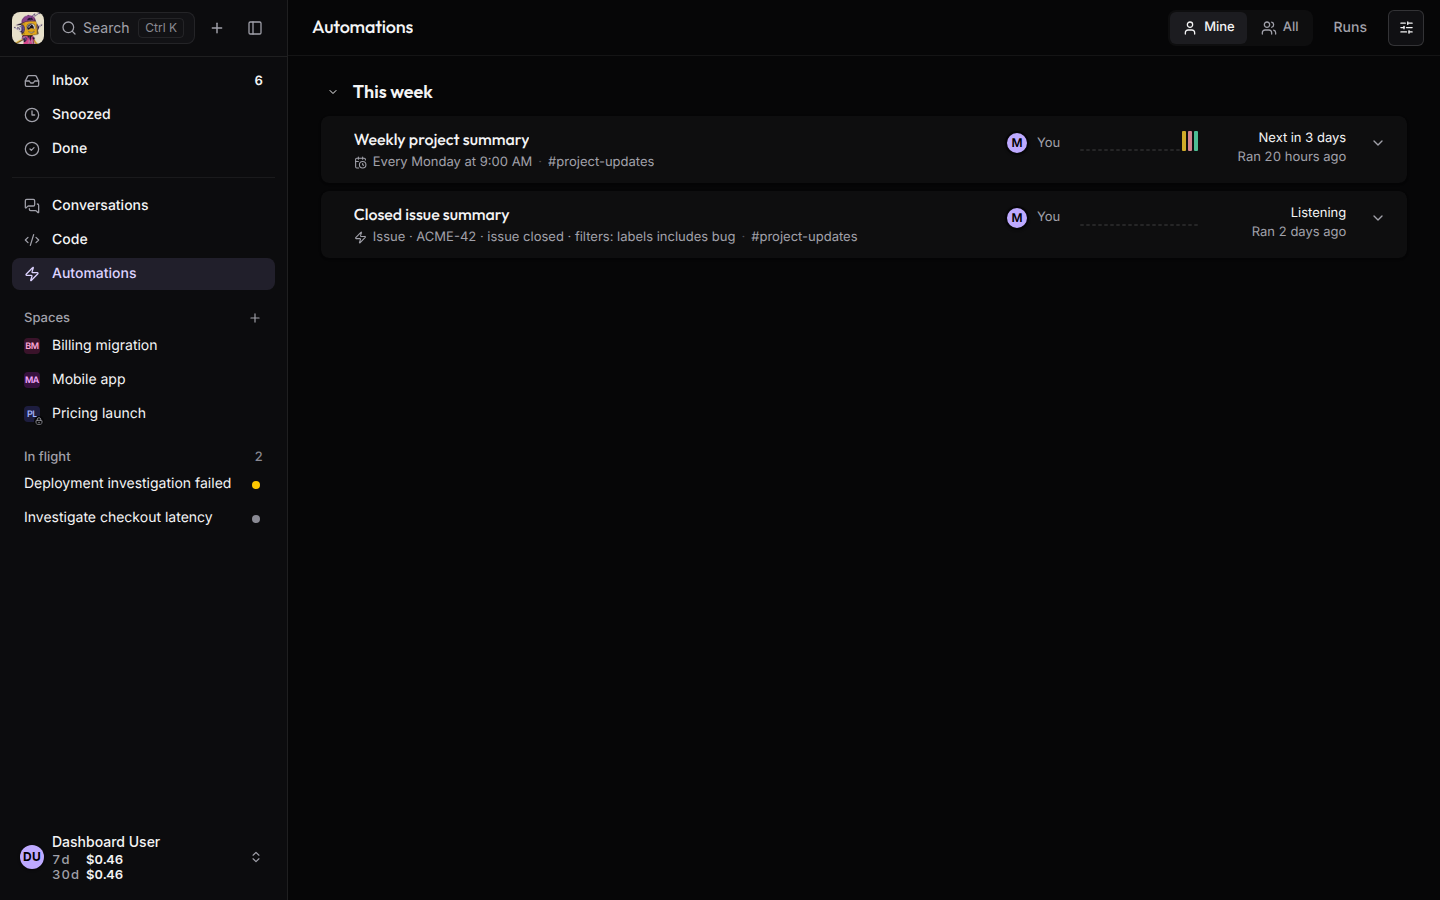 Search Ctrl K
Inbox 6
Snoozed
Done
Conversations
Code
Automations
Spaces
BM Billing migration
MA Mobile app
PL Pricing launch
In flight 2
Deployment investigation failed
Investigate checkout latency
DU Dashboard User
7d $0.46
30d $0.46
Automations
Mine All Runs
This week
Weekly project summary
Every Monday at 9:00 AM · #project-updates
M You
Next in 3 days
Ran 20 hours ago
Closed issue summary
Issue · ACME-42 · issue closed · filters: labels includes bug · #project-updates
M You
Listening
Ran 2 days ago